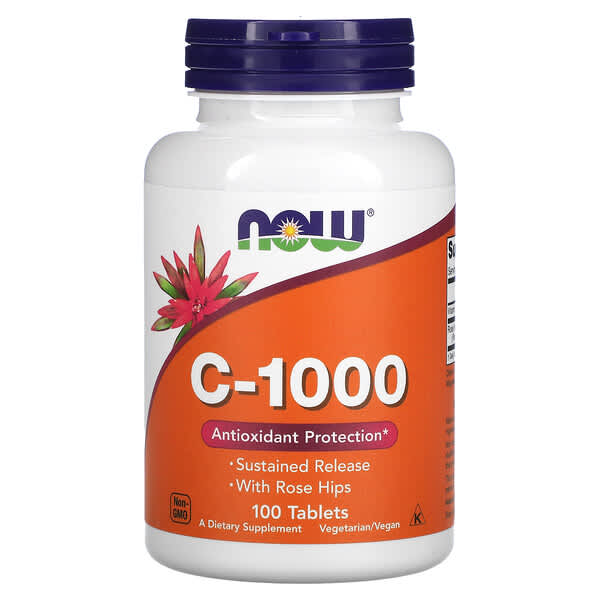 NOW®
C-1000
Antioxidant Protection*
• Sustained Release
• With Rose Hips
100 Tablets
Non-
GMO
A Dietary Supplement Vegetarian/Vegan
K